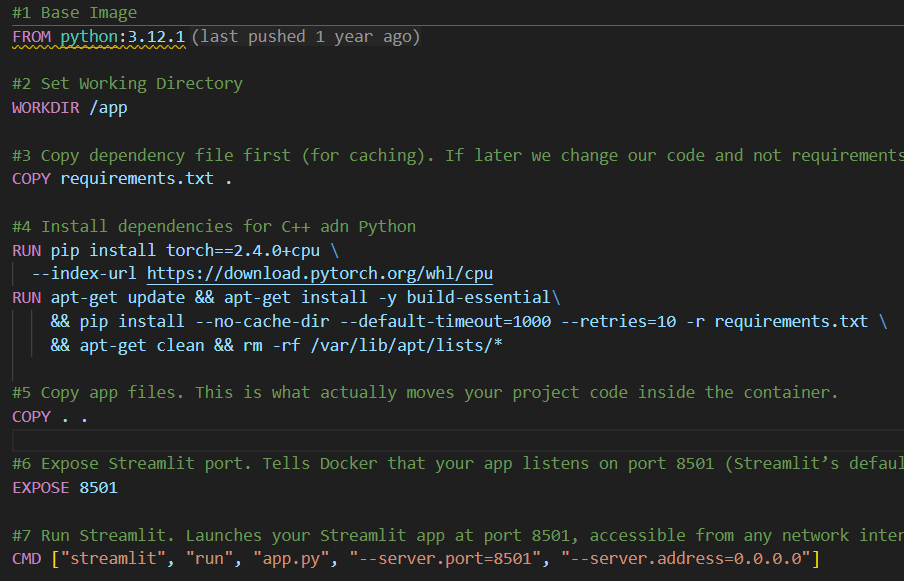 #1 Base Image
FROM python:3.12.1 (last pushed 1 year ago)
#2 Set Working Directory
WORKDIR /app
#3 Copy dependency file first (for caching). If later we change our code and not requirements
COPY requirements.txt .
#4 Install dependencies for C++ adn Python
RUN pip install torch==2.4.0+cpu \
--index-url https://download.pytorch.org/whl/cpu
RUN apt-get update && apt-get install -y build-essential\
&& pip install --no-cache-dir --default-timeout=1000 --retries=10 -r requirements.txt \
&& apt-get clean && rm -rf /var/lib/apt/lists/*
#5 Copy app files. This is what actually moves your project code inside the container.
COPY . .
#6 Expose Streamlit port. Tells Docker that your app listens on port 8501 (Streamlit’s defaul
EXPOSE 8501
#7 Run Streamlit. Launches your Streamlit app at port 8501, accessible from any network inter
CMD ["streamlit", "run", "app.py", "--server.port=8501", "--server.address=0.0.0.0"]